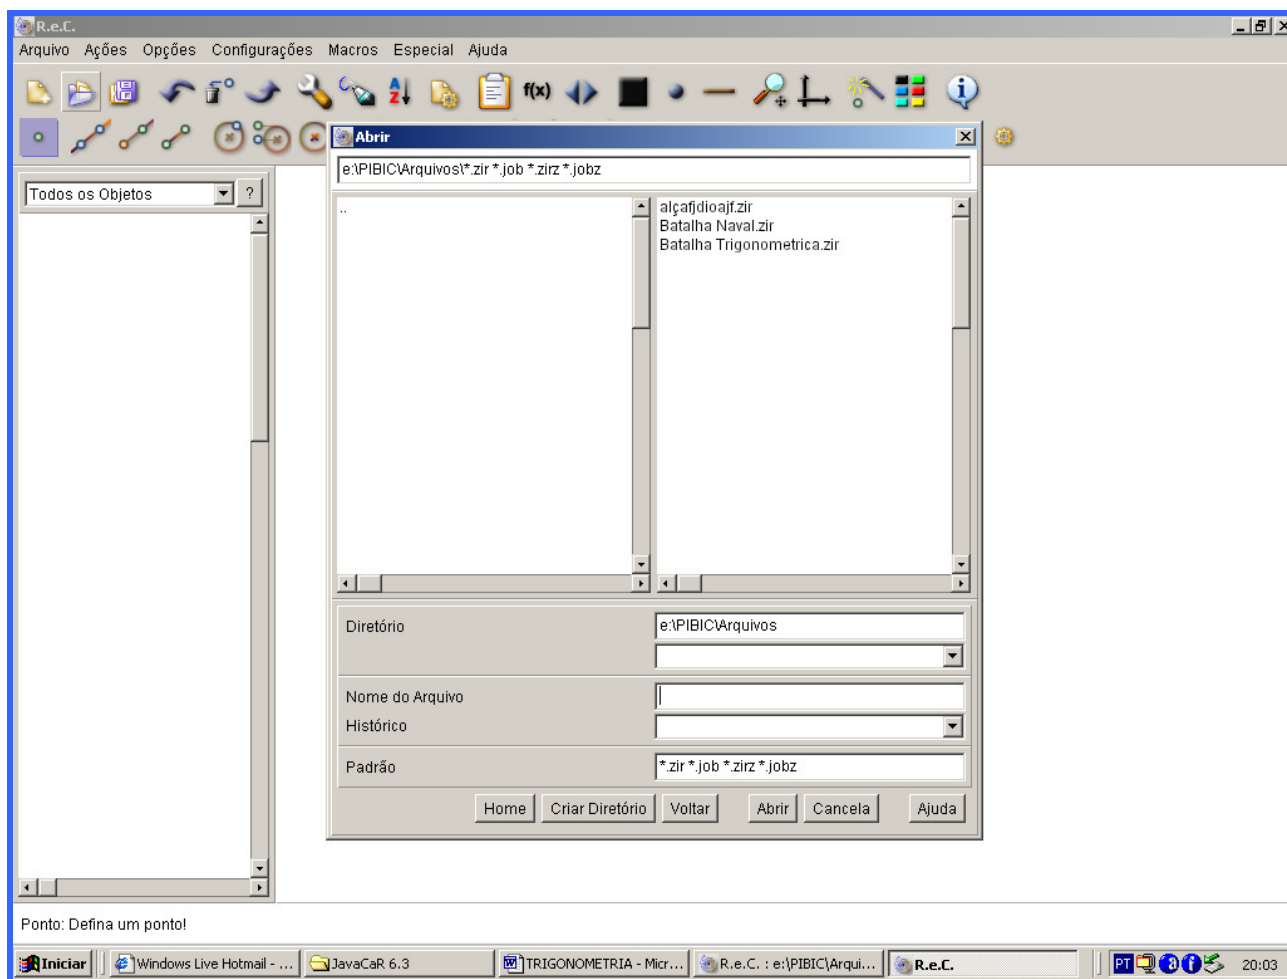 R.e.C.
Arquivo Ações Opções Configurações Macros Especial Ajuda
A Z f(x) i
Abrir
e:\PIBIC\Arquivos\*.zir *.job *.zirz *.jobz
Todos os Objetos ?
..
alçafjdioajf.zir
Batalha Naval.zir
Batalha Trigonometrica.zir
Diretório e:\PIBIC\Arquivos
Nome do Arquivo
Histórico
Padrão *.zir *.job *.zirz *.jobz
Home Criar Diretório Voltar Abrir Cancela Ajuda
Ponto: Defina um ponto!
Iniciar Windows Live Hotmail - ... JavaCaR 6.3 TRIGONOMETRIA - Micr... R.e.C. : e:\PIBIC\Arqui... R.e.C. PT 20:03